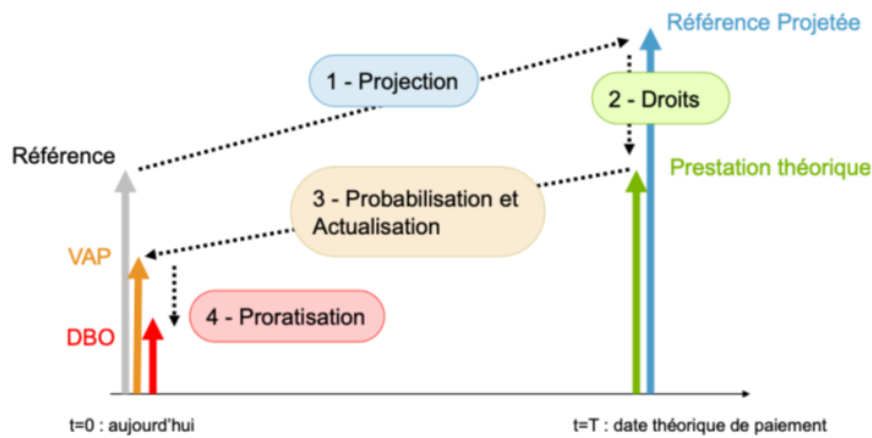 Référence Projetée
1 - Projection
2 - Droits
Référence
Prestation théorique
3 - Probabilisation et
Actualisation
VAP
4 - Proratisation
DBO
t=0 : aujourd'hui
t=T : date théorique de paiement